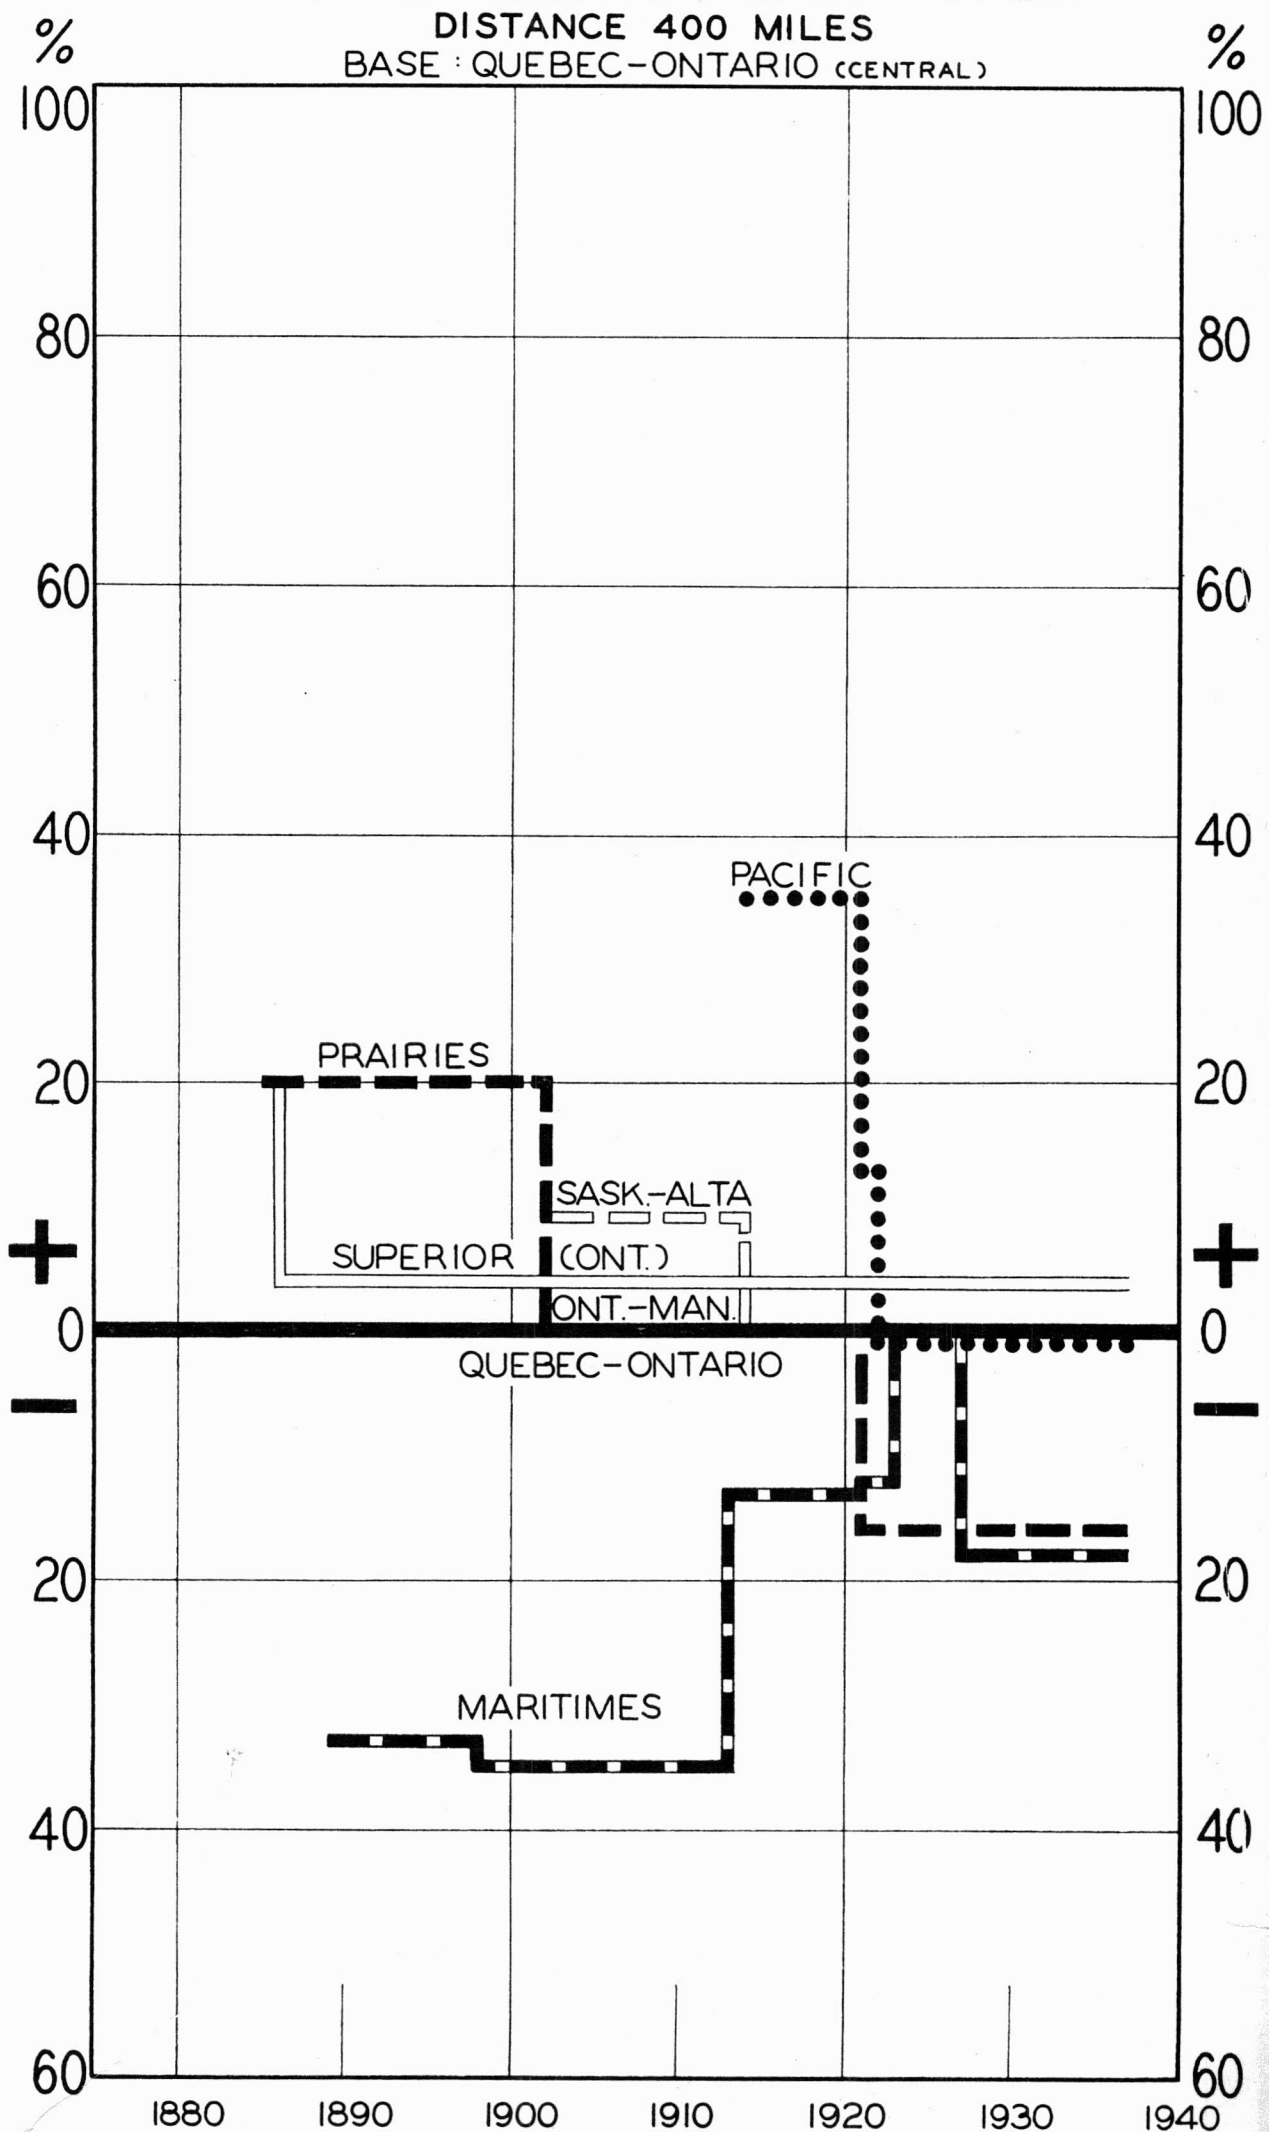 DISTANCE 400 MILES
% %
BASE : QUEBEC-ONTARIO (CENTRAL)
100 100
80 80
60 60
40 40
PACIFIC
PRAIRIES
20 20
SASK.-ALTA
+ SUPERIOR (CONT.) +
ONT.-MAN.
0 0
QUEBEC-ONTARIO
— —
20 20
MARITIMES
40 40
60 60
1880 1890 1900 1910 1920 1930 1940